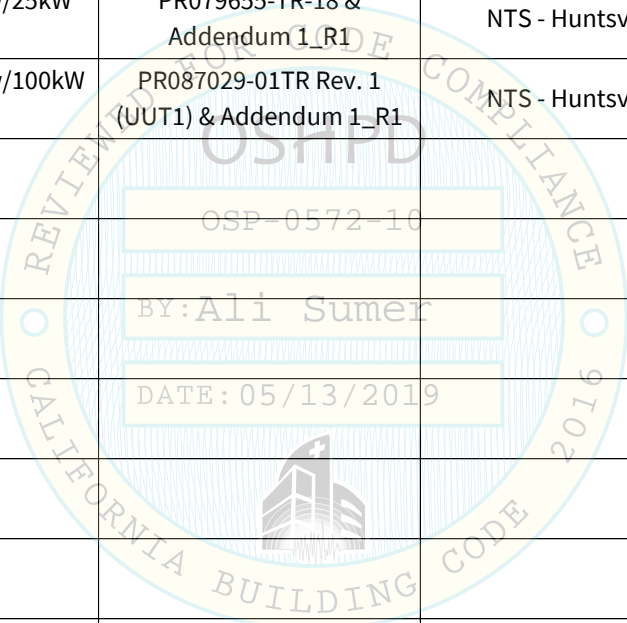 /25kW
PR079655-TR-18 &
Addendum 1_R1
NTS - Huntsv
/100kW
PR087029-01TR Rev. 1
(UUT1) & Addendum 1_R1
NTS - Huntsv
REVIEWED FOR CODE COMPLIANCE
OSHPD
OSP-0572-10
BY: Ali Sumer
DATE: 05/13/2019
CALIFORNIA BUILDING CODE 2016